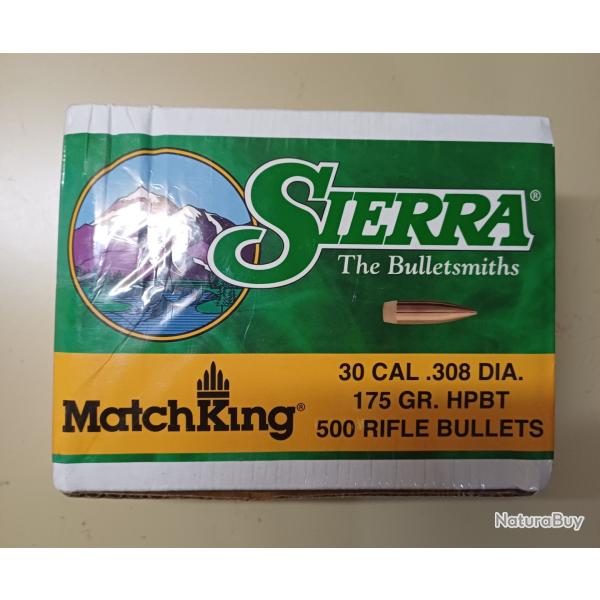 SIERRA®
The Bulletsmiths
MatchKing®
30 CAL .308 DIA.
175 GR. HPBT
500 RIFLE BULLETS
NaturaBuy